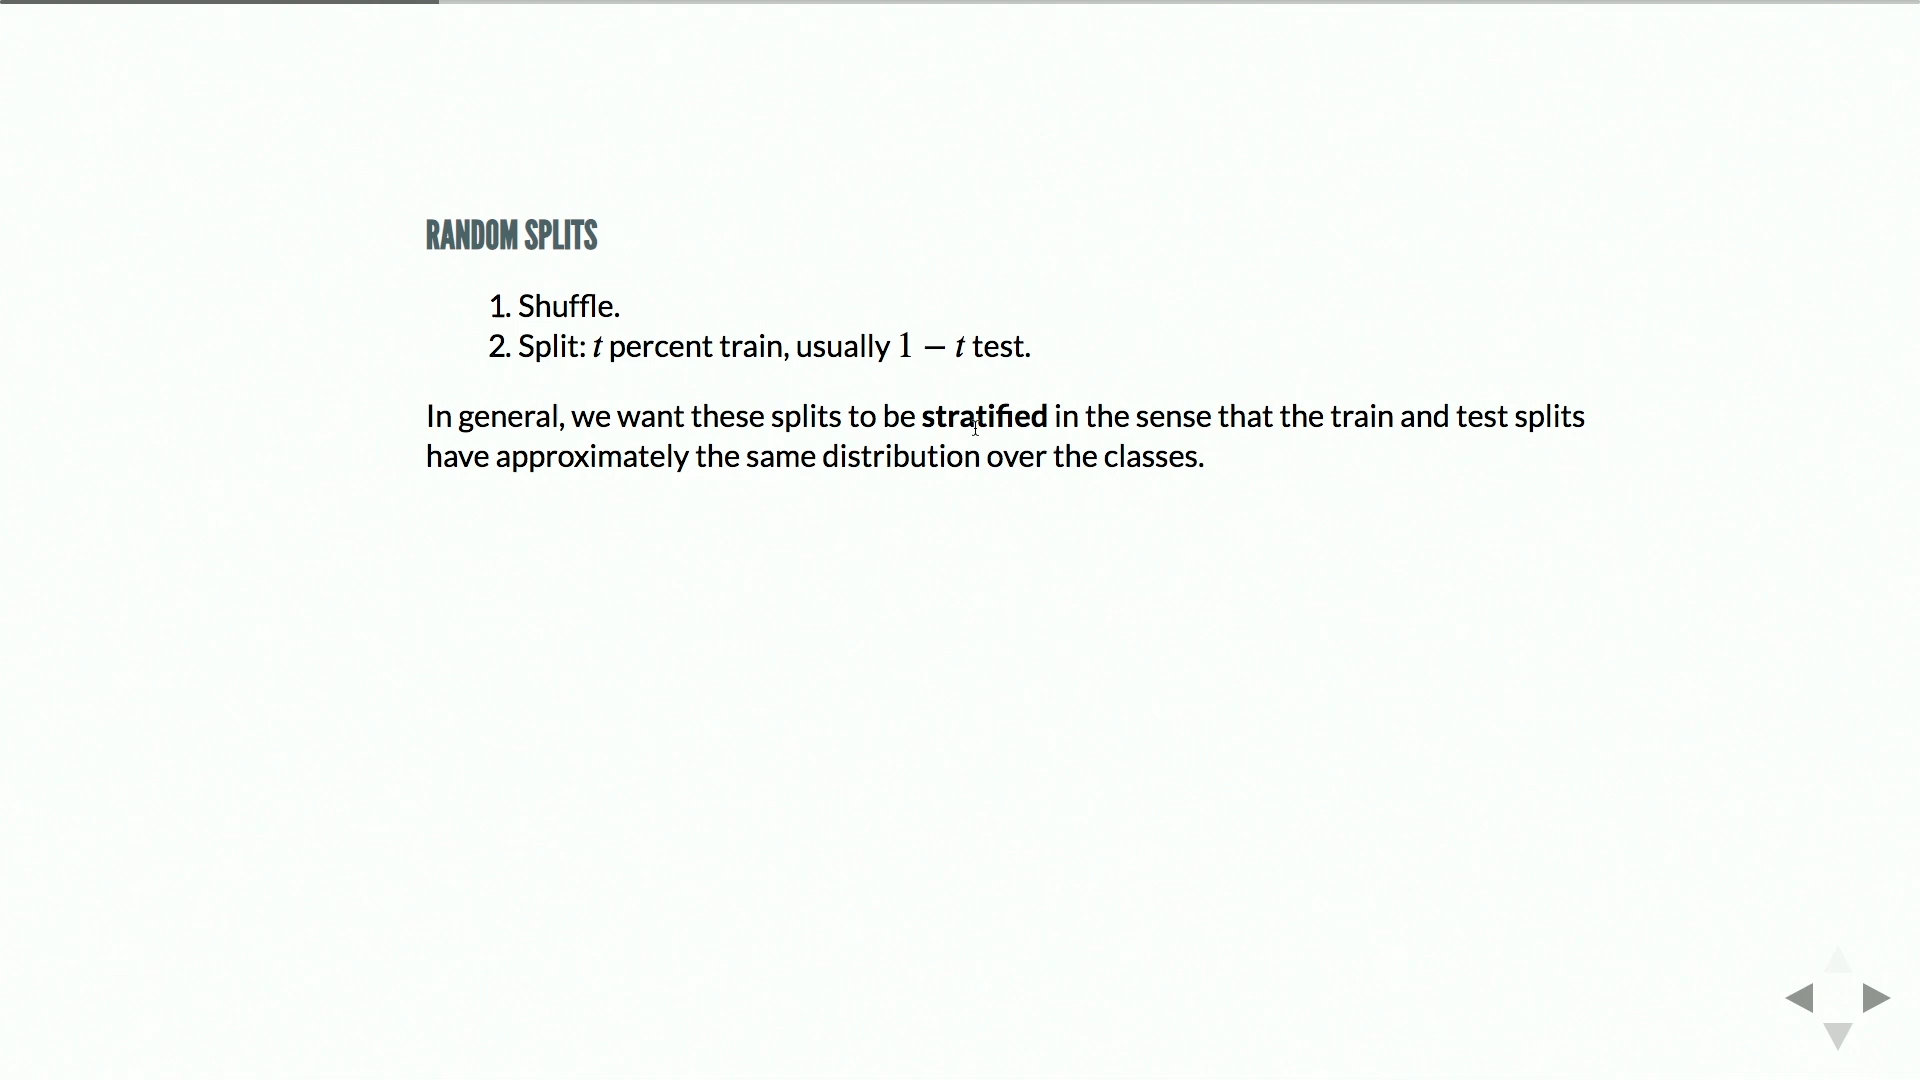 RANDOM SPLITS
1. Shuffle.
2. Split: t percent train, usually 1 − t test.
In general, we want these splits to be stratified in the sense that the train and test splits
have approximately the same distribution over the classes.